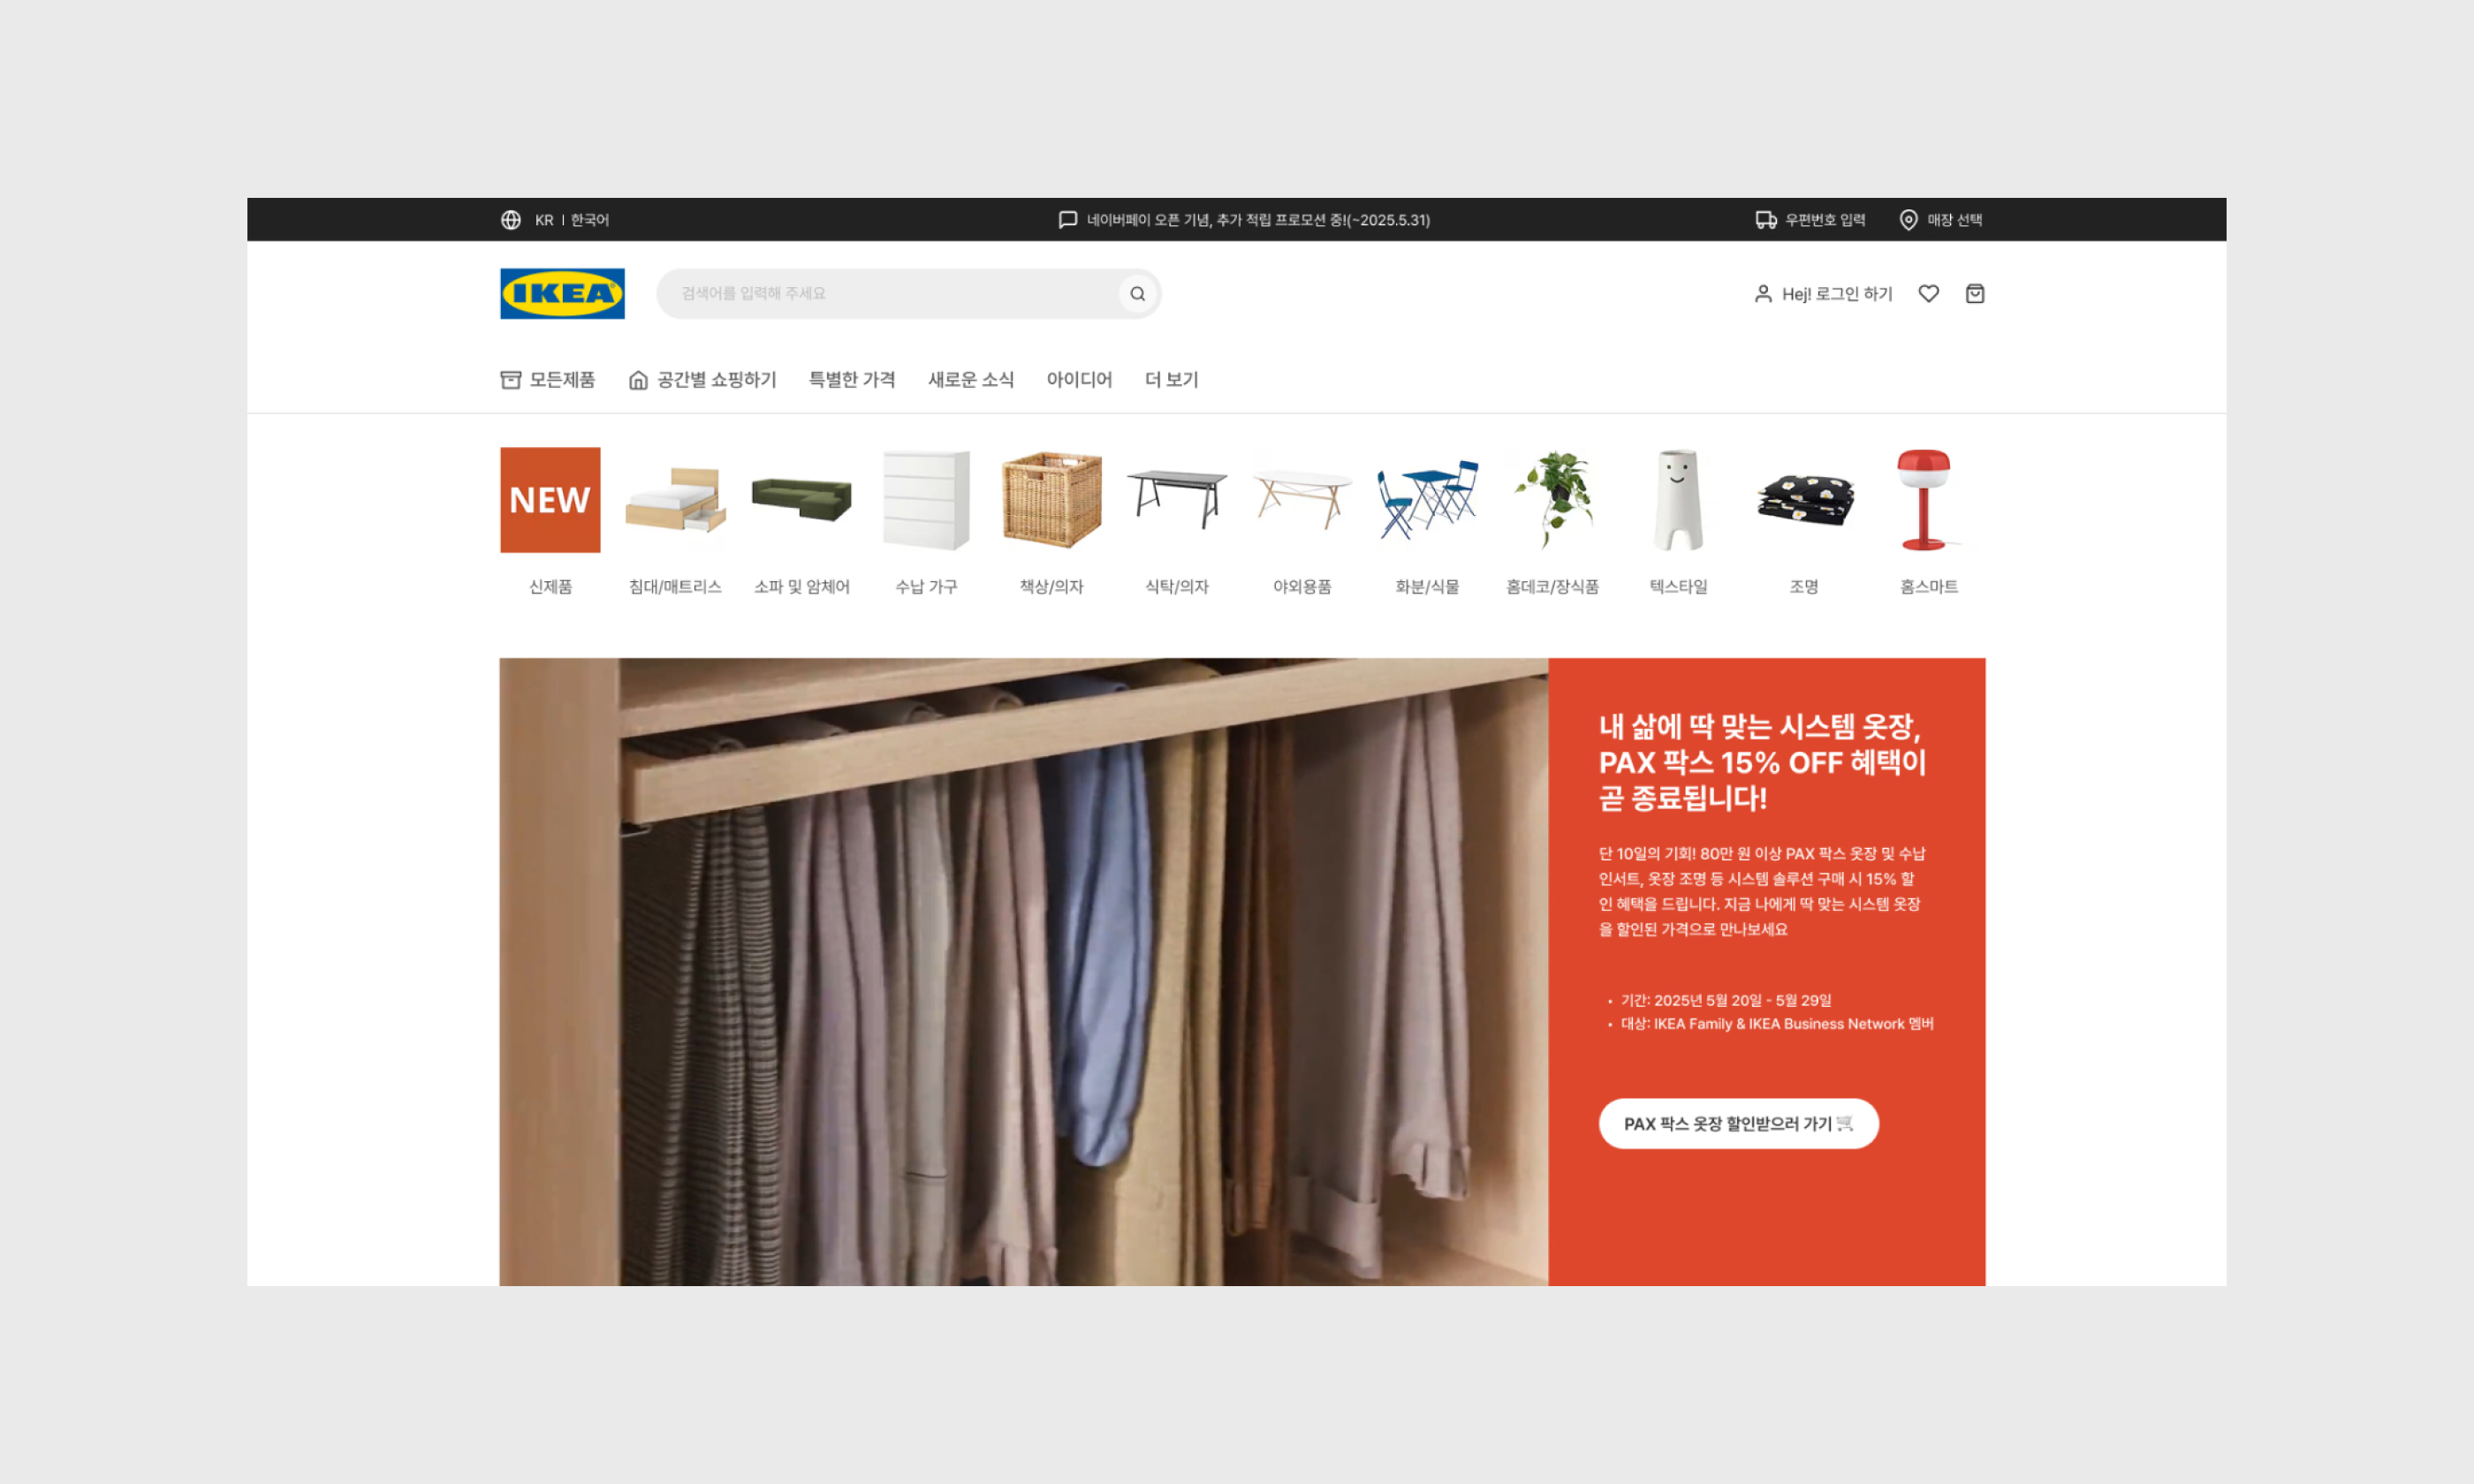 KR | 한국어
네이버페이 오픈 기념, 추가 적립 프로모션 중!(~2025.5.31)
우편번호 입력
매장 선택
IKEA
검색어를 입력해 주세요
Hej! 로그인 하기
모든제품
공간별 쇼핑하기
특별한 가격
새로운 소식
아이디어
더 보기
NEW
신제품
침대/매트리스
소파 및 암체어
수납 가구
책상/의자
식탁/의자
야외용품
화분/식물
홈데코/장식품
텍스타일
조명
홈스마트
내 삶에 딱 맞는 시스템 옷장,
PAX 팍스 15% OFF 혜택이
곧 종료됩니다!
단 10일의 기회! 80만 원 이상 PAX 팍스 옷장 및 수납
인서트, 옷장 조명 등 시스템 솔루션 구매 시 15% 할
인 혜택을 드립니다. 지금 나에게 딱 맞는 시스템 옷장
을 할인된 가격으로 만나보세요
• 기간: 2025년 5월 20일 - 5월 29일
• 대상: IKEA Family & IKEA Business Network 멤버
PAX 팍스 옷장 할인받으러 가기 🛒